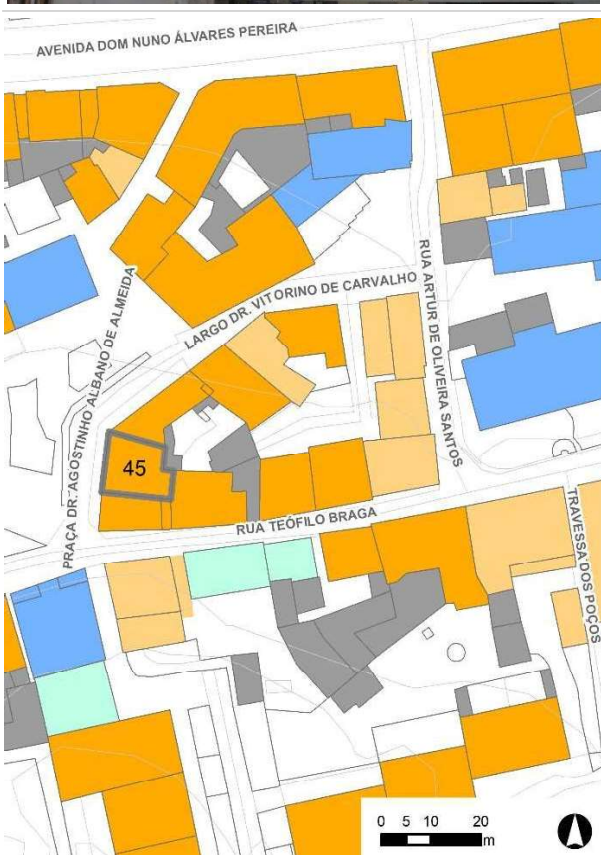 AVENIDA DOM NUNO ÁLVARES PEREIRA
LARGO DR. VITORINO DE CARVALHO
PRAÇA DR. AGOSTINHO ALBANO DE ALMEIDA
RUA ARTUR DE OLIVEIRA SANTOS
45
RUA TEÓFILO BRAGA
TRAVESSA DOS POÇOS
0 5 10 20
m